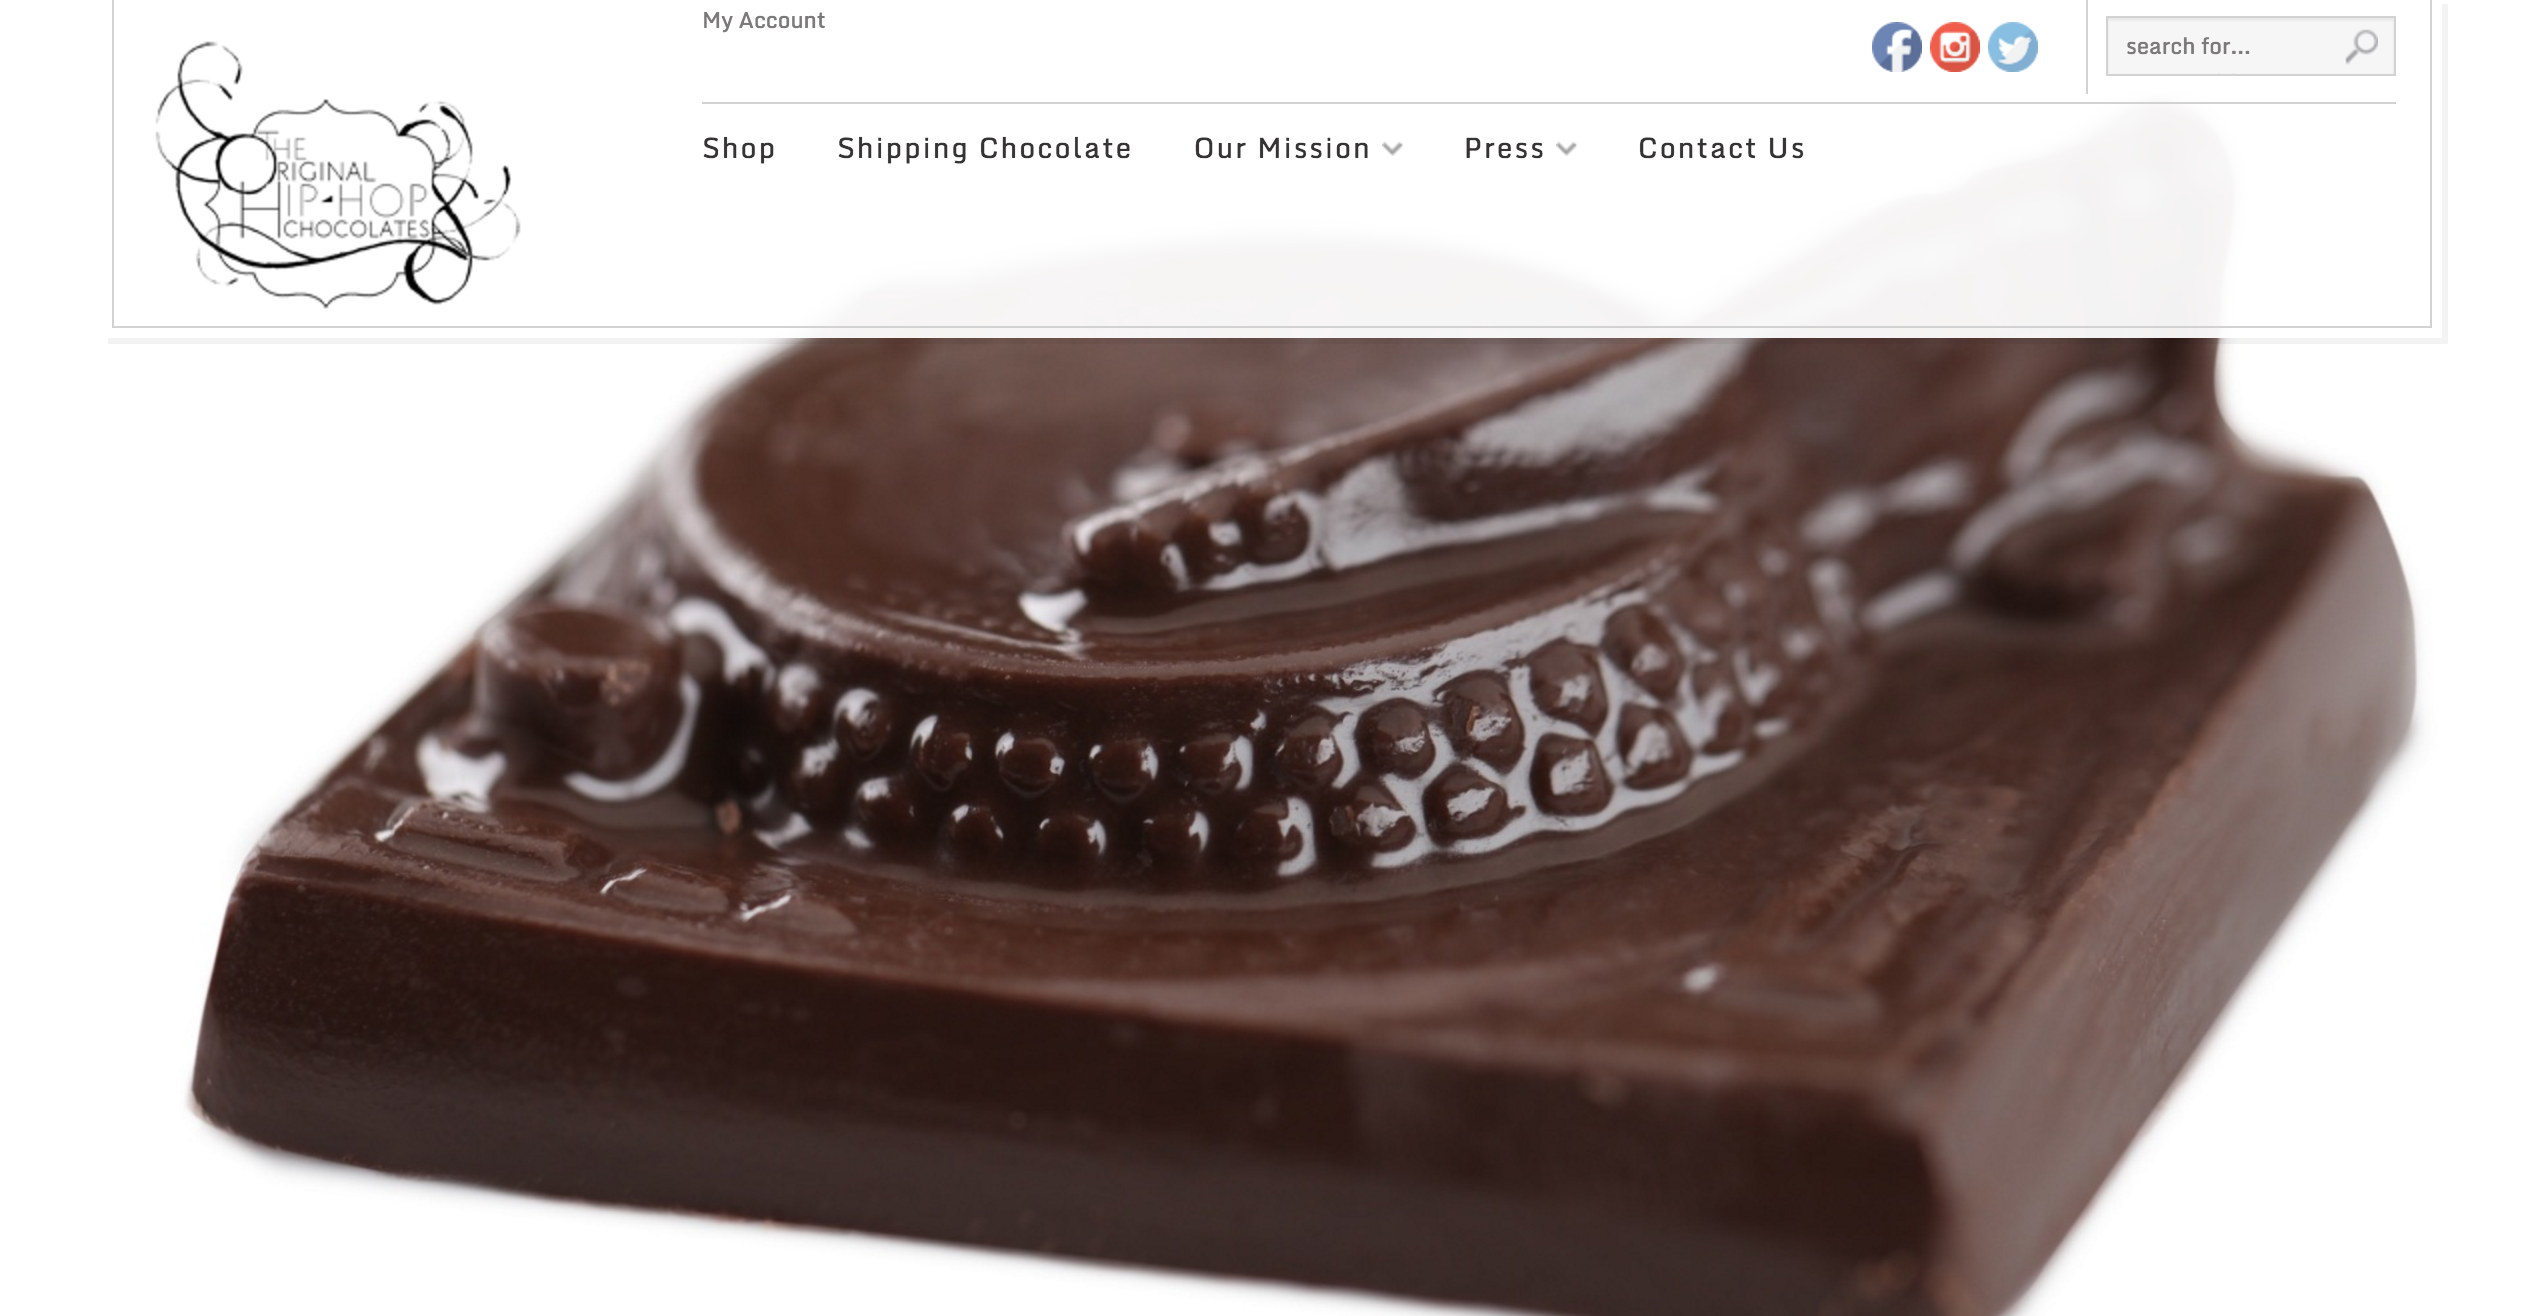 My Account
search for...
Shop Shipping Chocolate Our Mission Press Contact Us
THE
ORIGINAL
HIP-HOP
CHOCOLATES